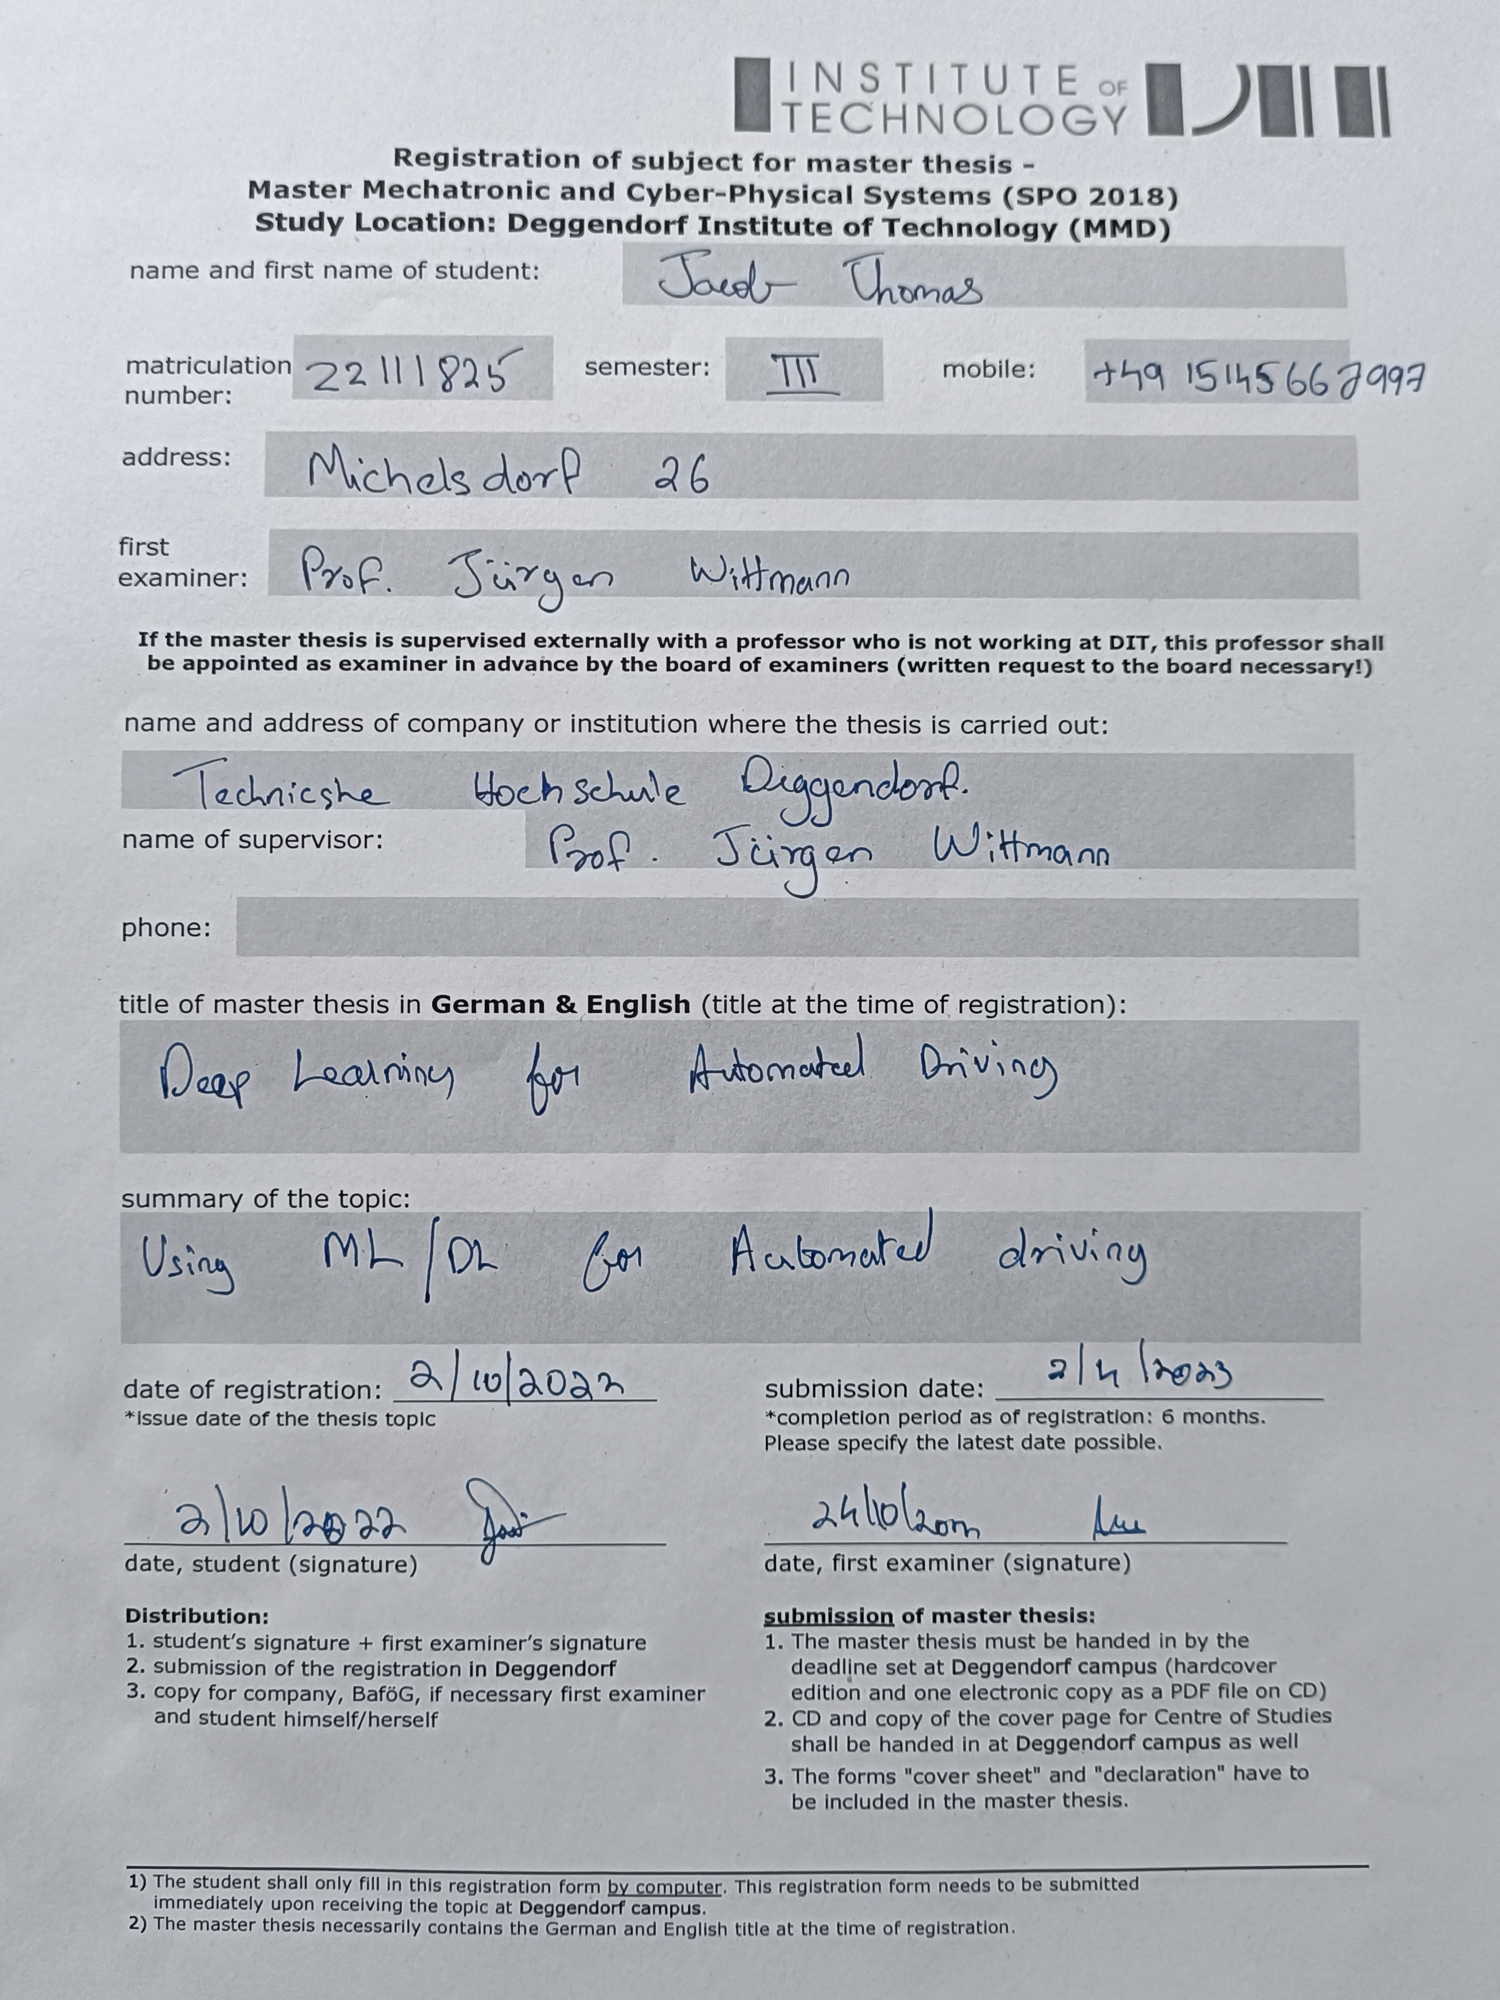 INSTITUTE OF
TECHNOLOGY
Registration of subject for master thesis -
Master Mechatronic and Cyber-Physical Systems (SPO 2018)
Study Location: Deggendorf Institute of Technology (MMD)
name and first name of student: Jacob Thomas
matriculation number: 22111825 semester: III mobile: +49 15145667997
address: Michelsdorf 26
first examiner: Prof. Jürgen Wittmann
If the master thesis is supervised externally with a professor who is not working at DIT, this professor shall
be appointed as examiner in advance by the board of examiners (written request to the board necessary!)
name and address of company or institution where the thesis is carried out:
Technicshe Hochschule Diggendorf.
name of supervisor: Prof. Jürgen Wittmann
phone:
title of master thesis in German & English (title at the time of registration):
Deep Learning for Automated Driving
summary of the topic:
Using ML/DL for Automated driving
date of registration: 2/10/2022 submission date: 2/4/2023
*issue date of the thesis topic
*completion period as of registration: 6 months.
Please specify the latest date possible.
2/10/2022 24/10/2022
date, student (signature) date, first examiner (signature)
Distribution:
1. student's signature + first examiner's signature
2. submission of the registration in Deggendorf
3. copy for company, BaföG, if necessary first examiner
and student himself/herself
submission of master thesis:
1. The master thesis must be handed in by the
deadline set at Deggendorf campus (hardcover
edition and one electronic copy as a PDF file on CD)
2. CD and copy of the cover page for Centre of Studies
shall be handed in at Deggendorf campus as well
3. The forms "cover sheet" and "declaration" have to
be included in the master thesis.
1) The student shall only fill in this registration form by computer. This registration form needs to be submitted
immediately upon receiving the topic at Deggendorf campus.
2) The master thesis necessarily contains the German and English title at the time of registration.